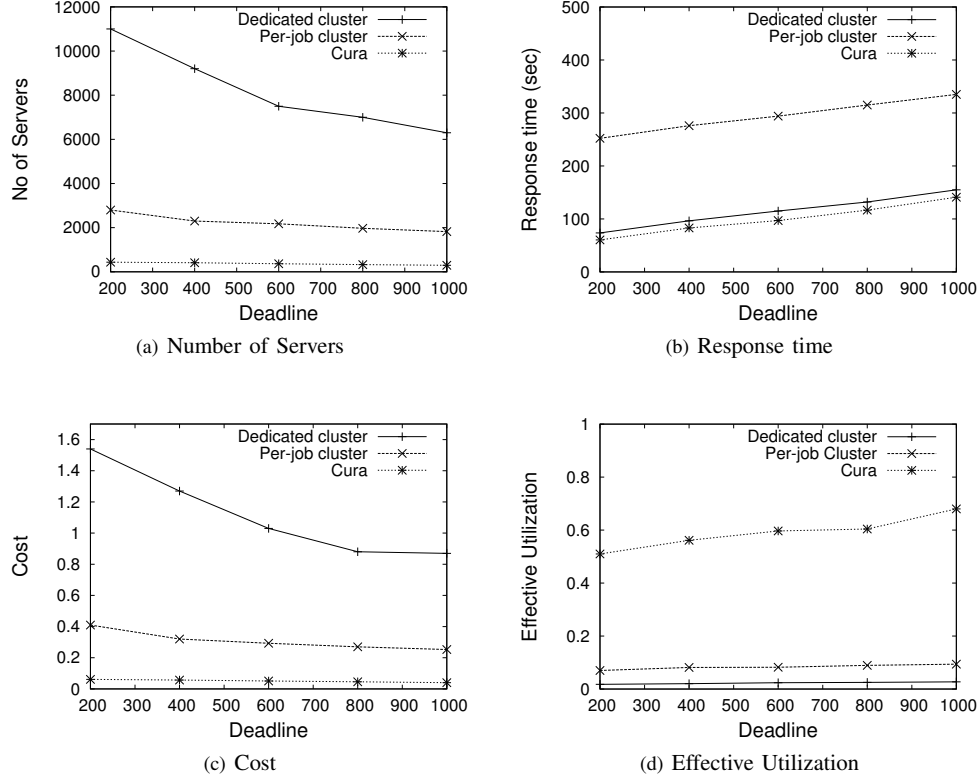 12000
10000
8000
6000
4000
2000
0
No of Servers
Dedicated cluster
Per-job cluster
Cura
200 300 400 500 600 700 800 900 1000
Deadline
(a) Number of Servers
500
400
300
200
100
0
Response time (sec)
Dedicated cluster
Per-job cluster
Cura
200 300 400 500 600 700 800 900 1000
Deadline
(b) Response time
1.6
1.4
1.2
1
0.8
0.6
0.4
0.2
0
Cost
Dedicated cluster
Per-job cluster
Cura
200 300 400 500 600 700 800 900 1000
Deadline
(c) Cost
1
0.8
0.6
0.4
0.2
0
Effective Utilization
Dedicated cluster
Per-job Cluster
Cura
200 300 400 500 600 700 800 900 1000
Deadline
(d) Effective Utilization